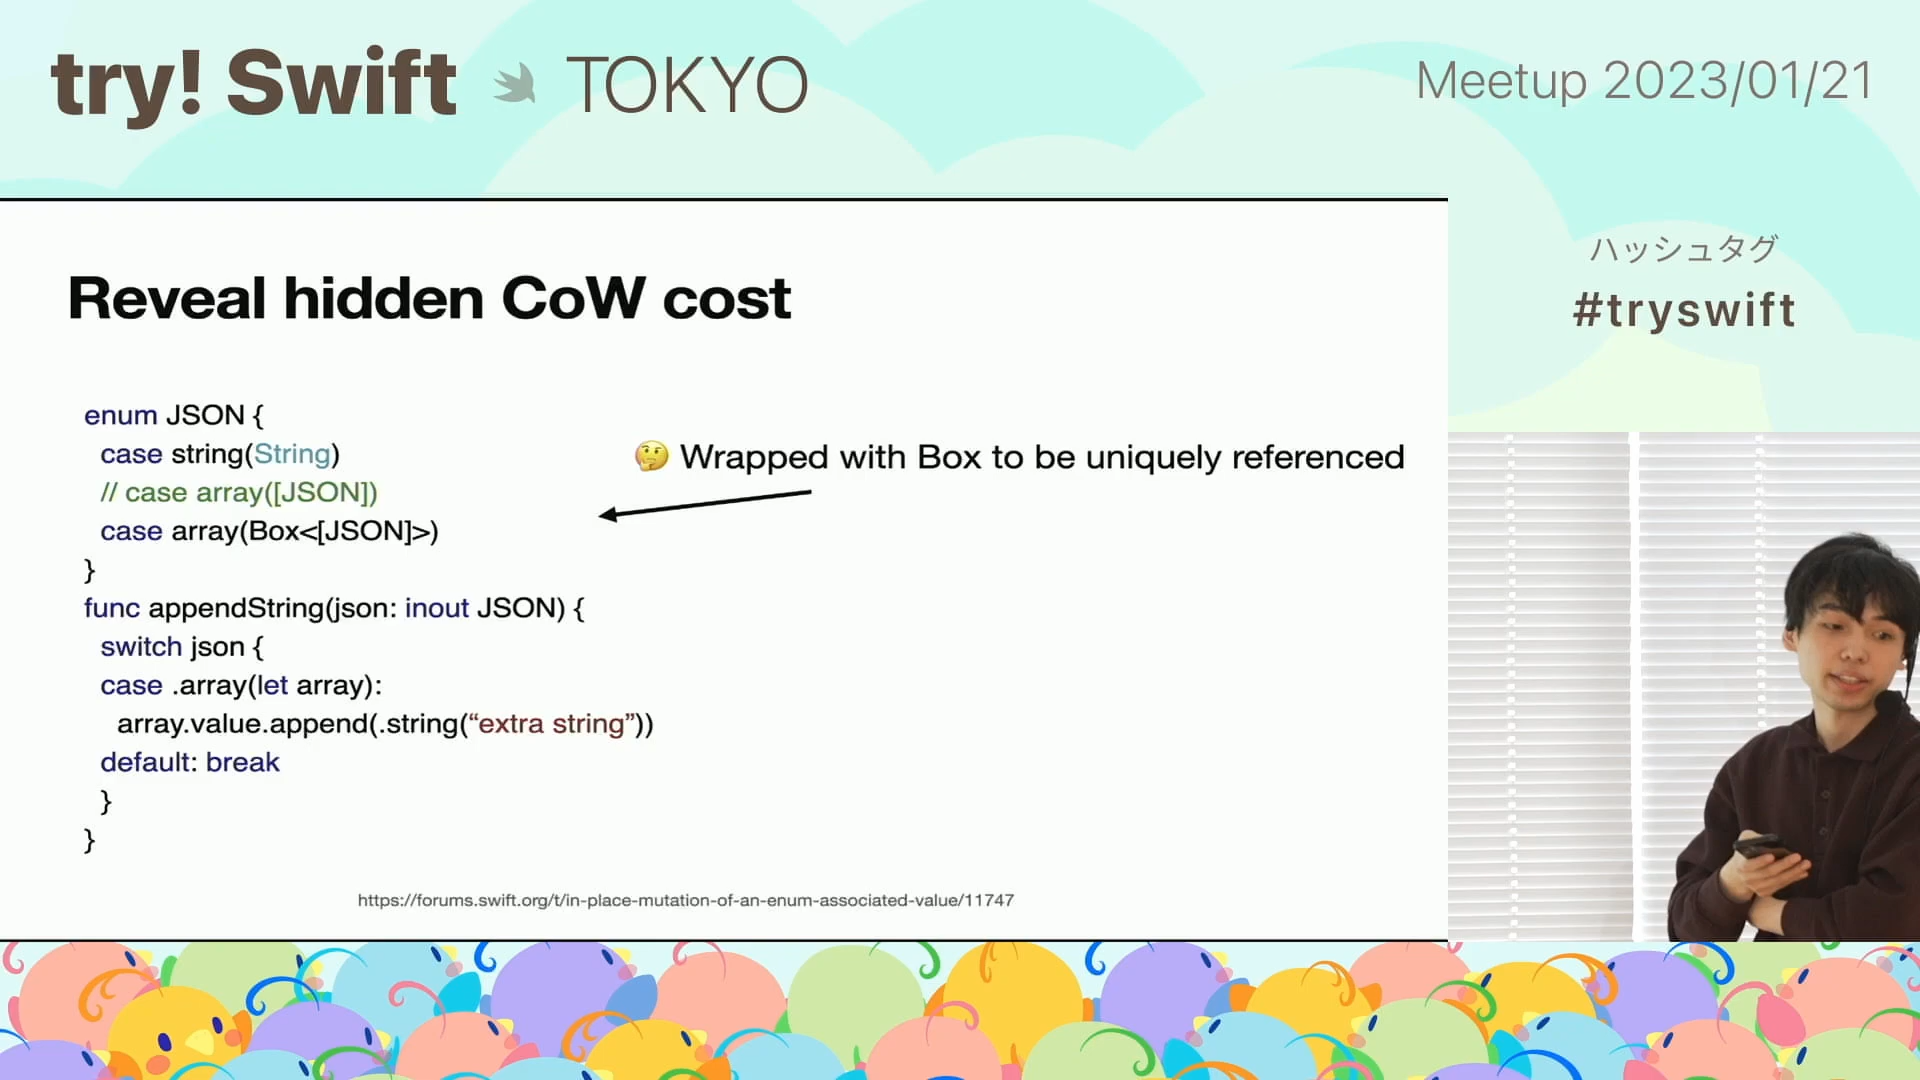 try! Swift TOKYO
Meetup 2023/01/21
ハッシュタグ
#tryswift
Reveal hidden CoW cost
enum JSON {
case string(String)
// case array([JSON])
case array(Box<[JSON]>)
}
func appendString(json: inout JSON) {
switch json {
case .array(let array):
array.value.append(.string(“extra string”))
default: break
}
}
🤔 Wrapped with Box to be uniquely referenced
https://forums.swift.org/t/in-place-mutation-of-an-enum-associated-value/11747